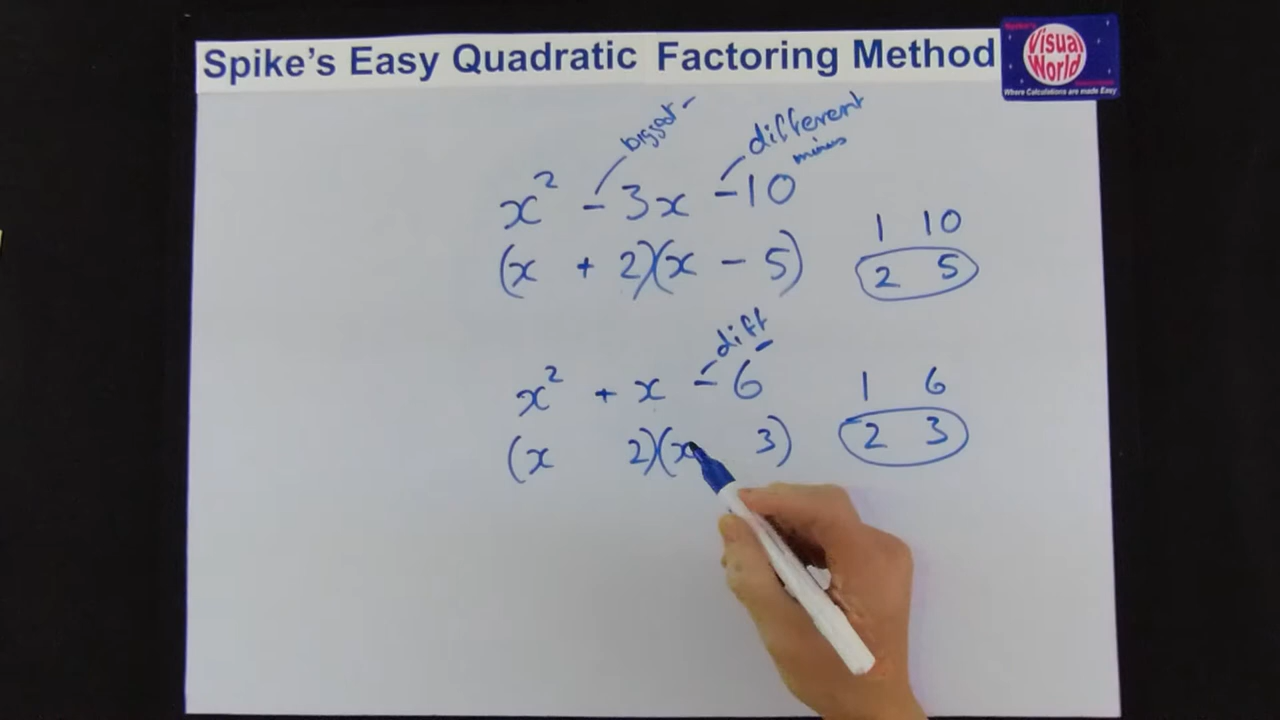 Spike's Easy Quadratic Factoring Method
Visual
World
Where Calculations are made Easy
bigger -
different
minus
x² - 3x - 10
(x + 2)(x - 5)
1 10
2 5
diff
-
x² + x - 6
(x 2)(x 3)
1 6
2 3